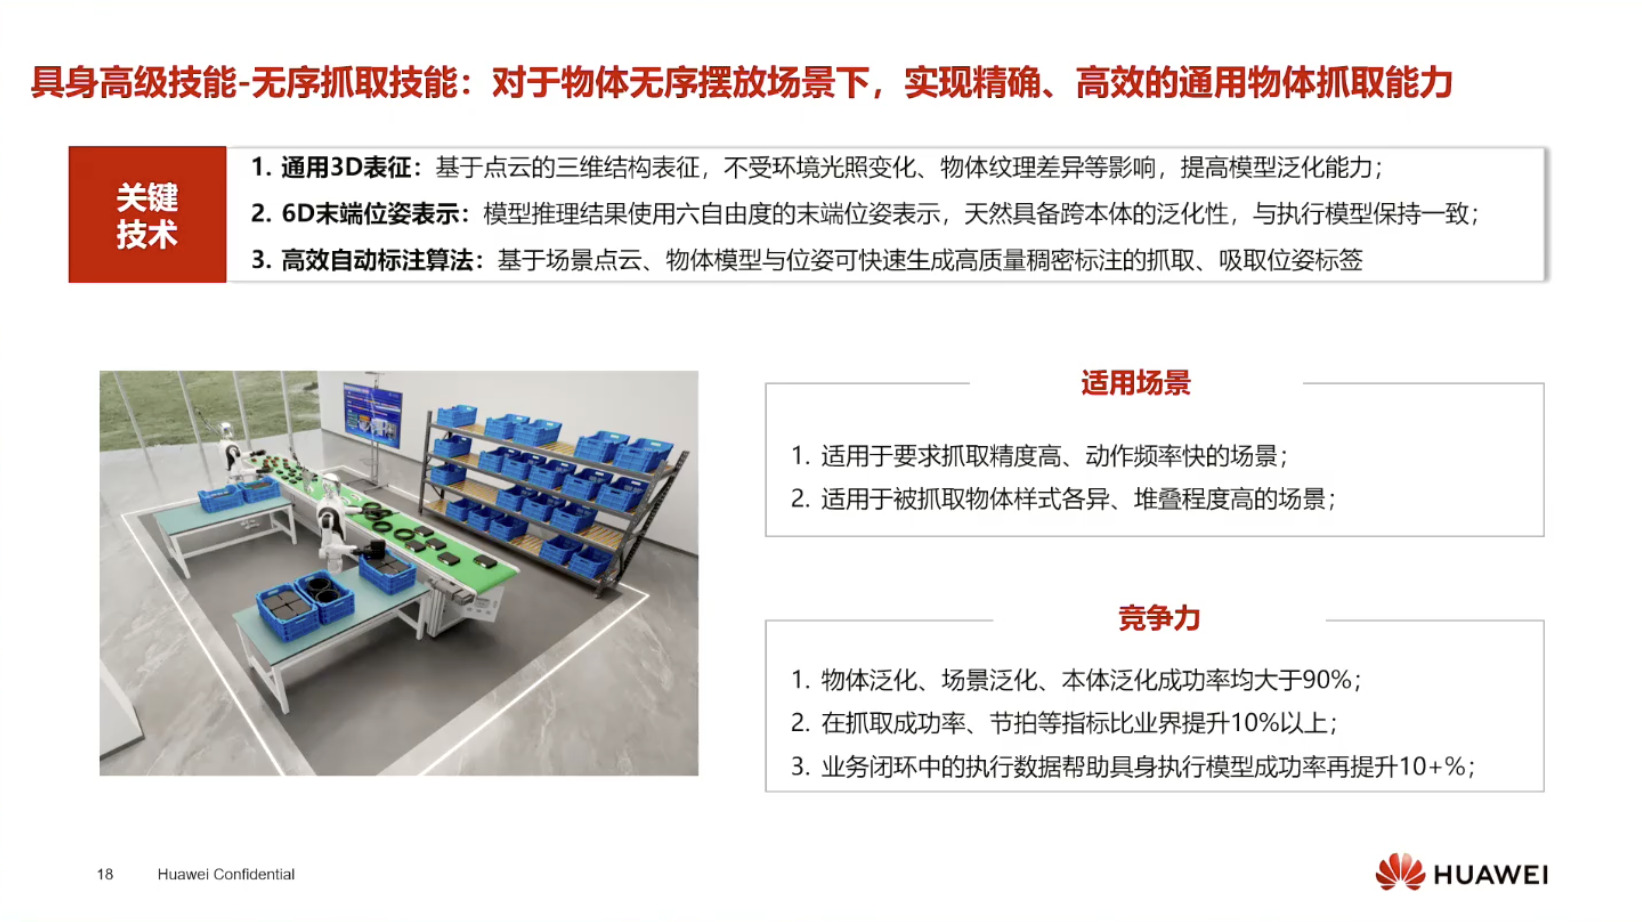 具身高级技能-无序抓取技能：对于物体无序摆放场景下，实现精确、高效的通用物体抓取能力
关键
技术
1. 通用3D表征：基于点云的三维结构表征，不受环境光照变化、物体纹理差异等影响，提高模型泛化能力；
2. 6D末端位姿表示：模型推理结果使用六自由度的末端位姿表示，天然具备跨本体的泛化性，与执行模型保持一致；
3. 高效自动标注算法：基于场景点云、物体模型与位姿可快速生成高质量稠密标注的抓取、吸取位姿标签
适用场景
1. 适用于要求抓取精度高、动作频率快的场景；
2. 适用于被抓取物体样式各异、堆叠程度高的场景；
竞争力
1. 物体泛化、场景泛化、本体泛化成功率均大于90%；
2. 在抓取成功率、节拍等指标比业界提升10%以上；
3. 业务闭环中的执行数据帮助具身执行模型成功率再提升10+%；
18 Huawei Confidential
HUAWEI